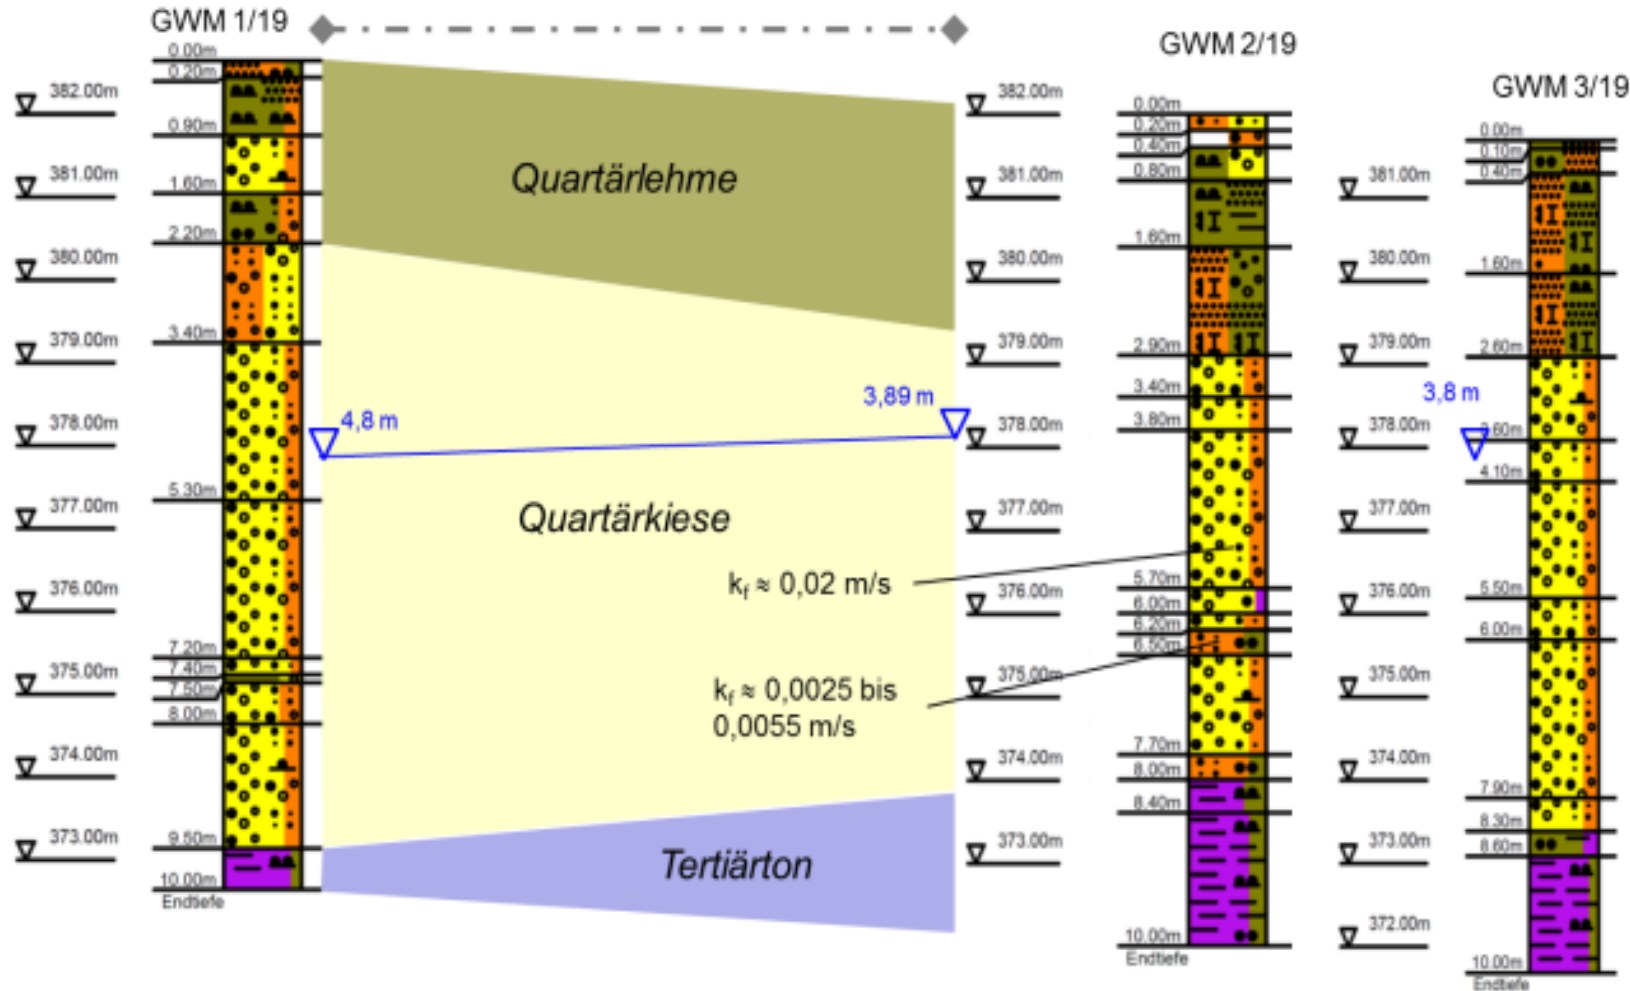 GWM 1/19
0.00m
0.20m
0.90m
1.60m
2.20m
3.40m
5.30m
7.20m
7.40m
7.50m
8.00m
9.50m
10.00m
Endtiefe
382.00m
381.00m
380.00m
379.00m
378.00m
377.00m
376.00m
375.00m
374.00m
373.00m
Quartärlehme
4,8 m
3,89 m
Quartärkiese
kf ≈ 0,02 m/s
kf ≈ 0,0025 bis
0,0055 m/s
Tertiärton
382.00m
381.00m
380.00m
379.00m
378.00m
377.00m
376.00m
375.00m
374.00m
373.00m
GWM 2/19
0.00m
0.20m
0.40m
0.80m
1.60m
2.90m
3.40m
3.80m
5.70m
6.00m
6.20m
6.50m
7.70m
8.00m
8.40m
10.00m
Endtiefe
381.00m
380.00m
379.00m
378.00m
377.00m
376.00m
375.00m
374.00m
373.00m
372.00m
GWM 3/19
0.00m
0.10m
0.40m
1.60m
2.60m
3,8 m
3.60m
4.10m
5.50m
6.00m
7.90m
8.30m
8.60m
10.00m
Endtiefe